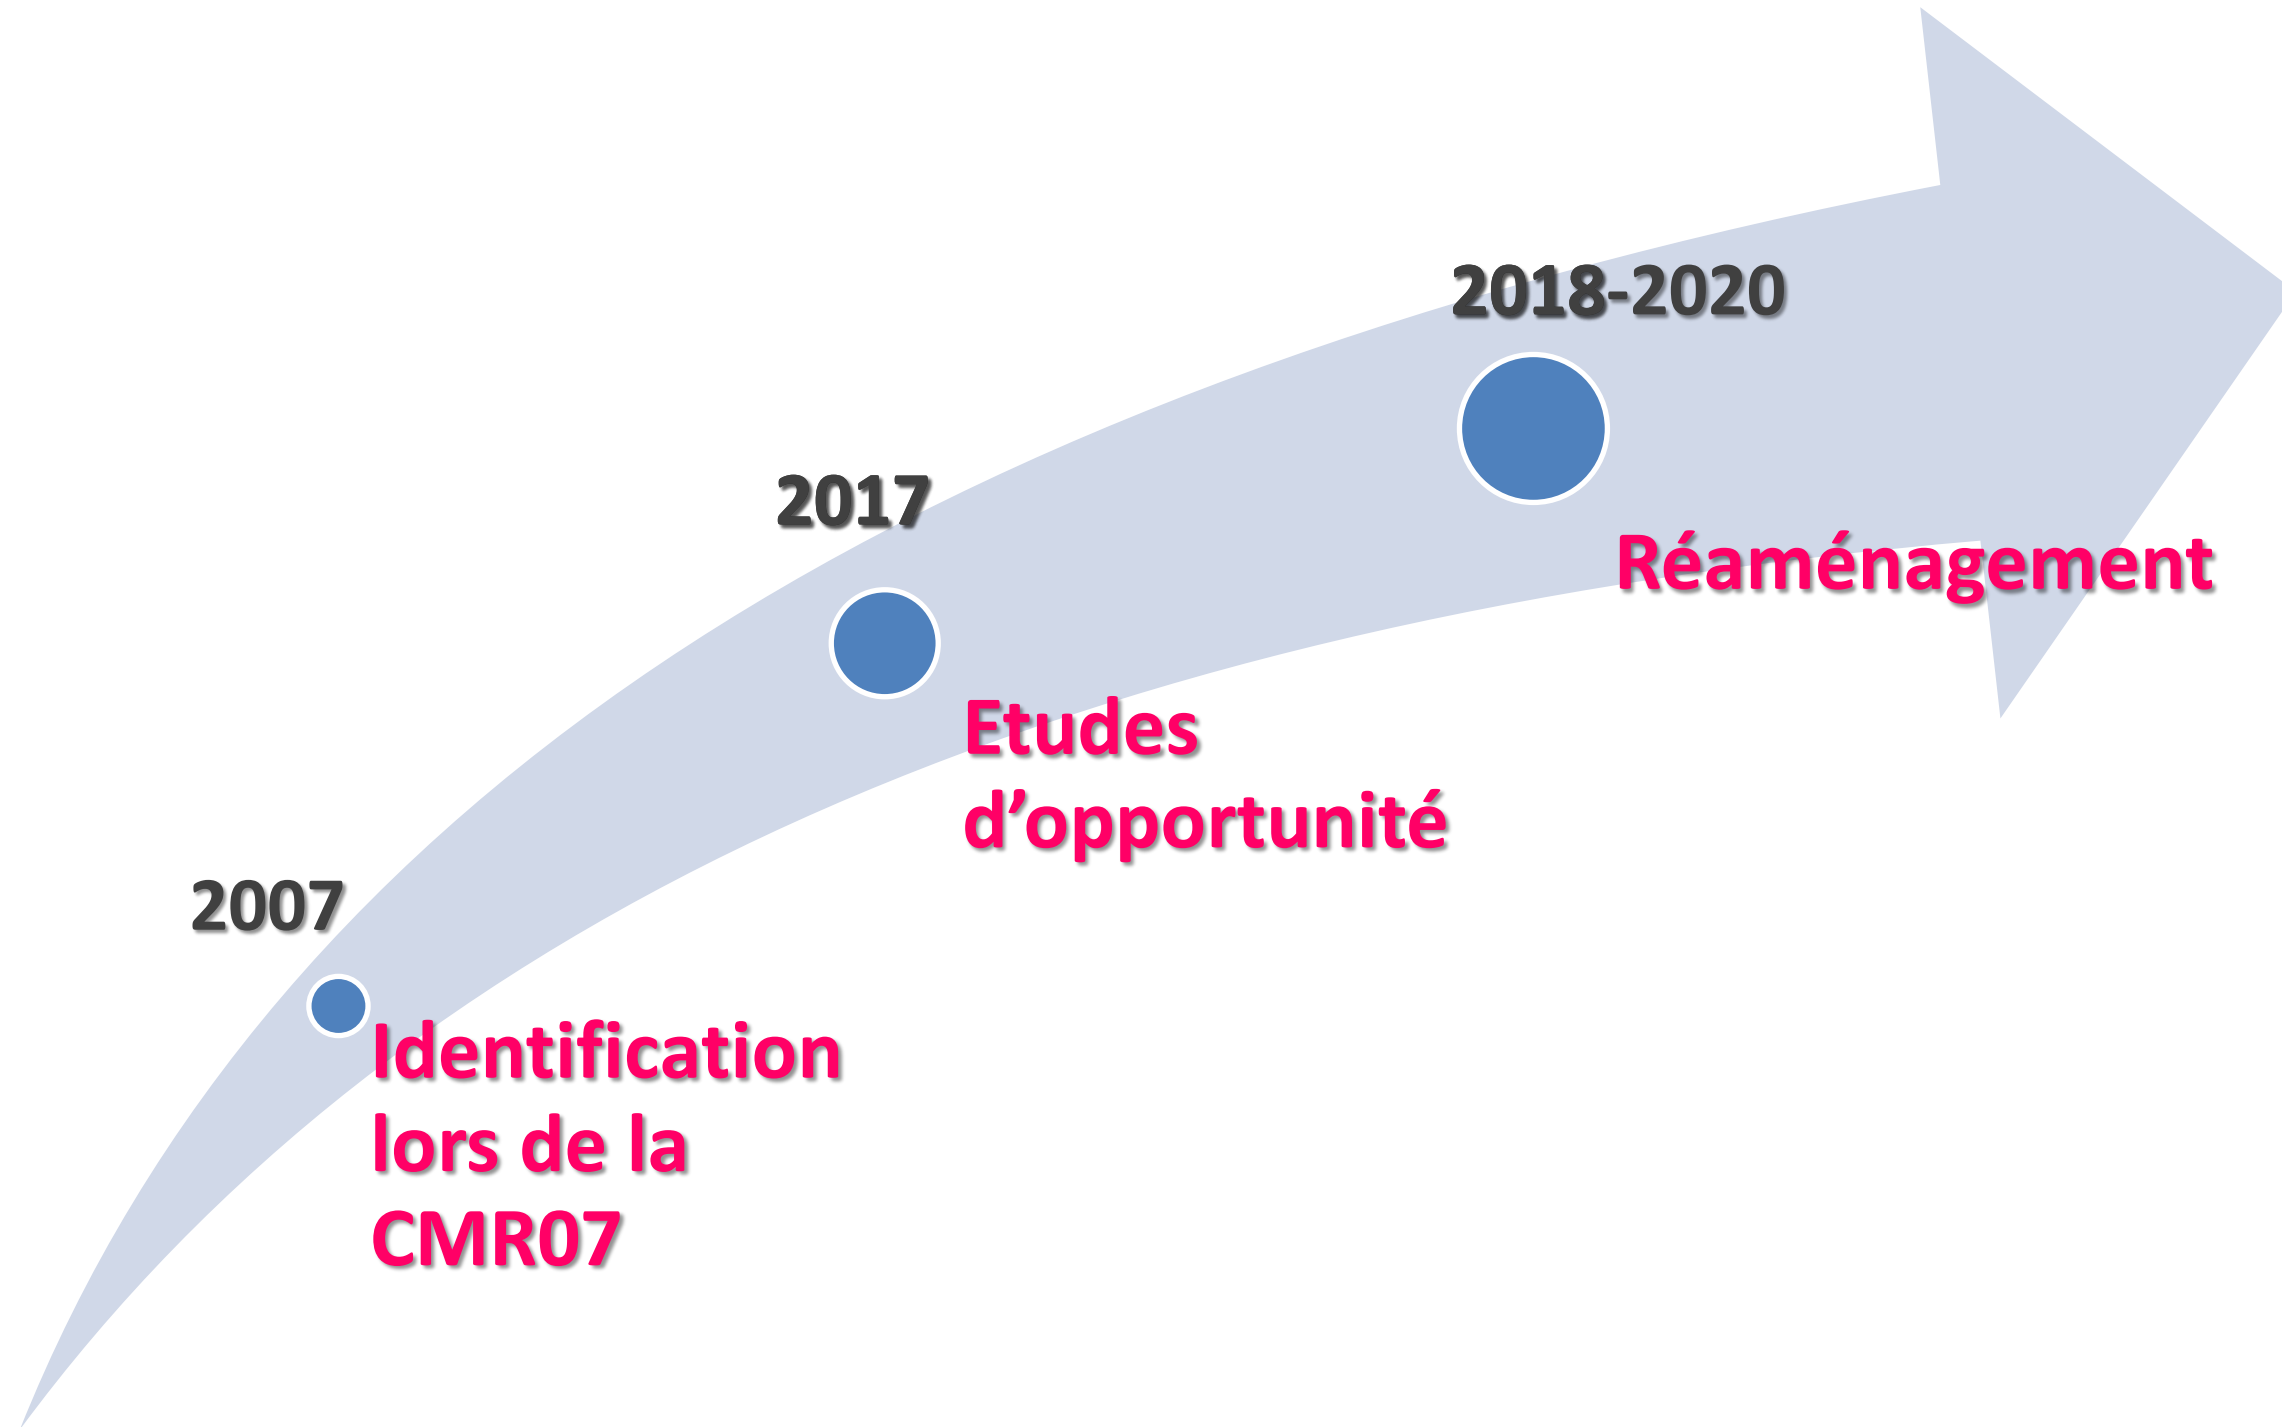 2007
Identification
lors de la
CMR07
2017
Etudes
d’opportunité
2018-2020
Réaménagement